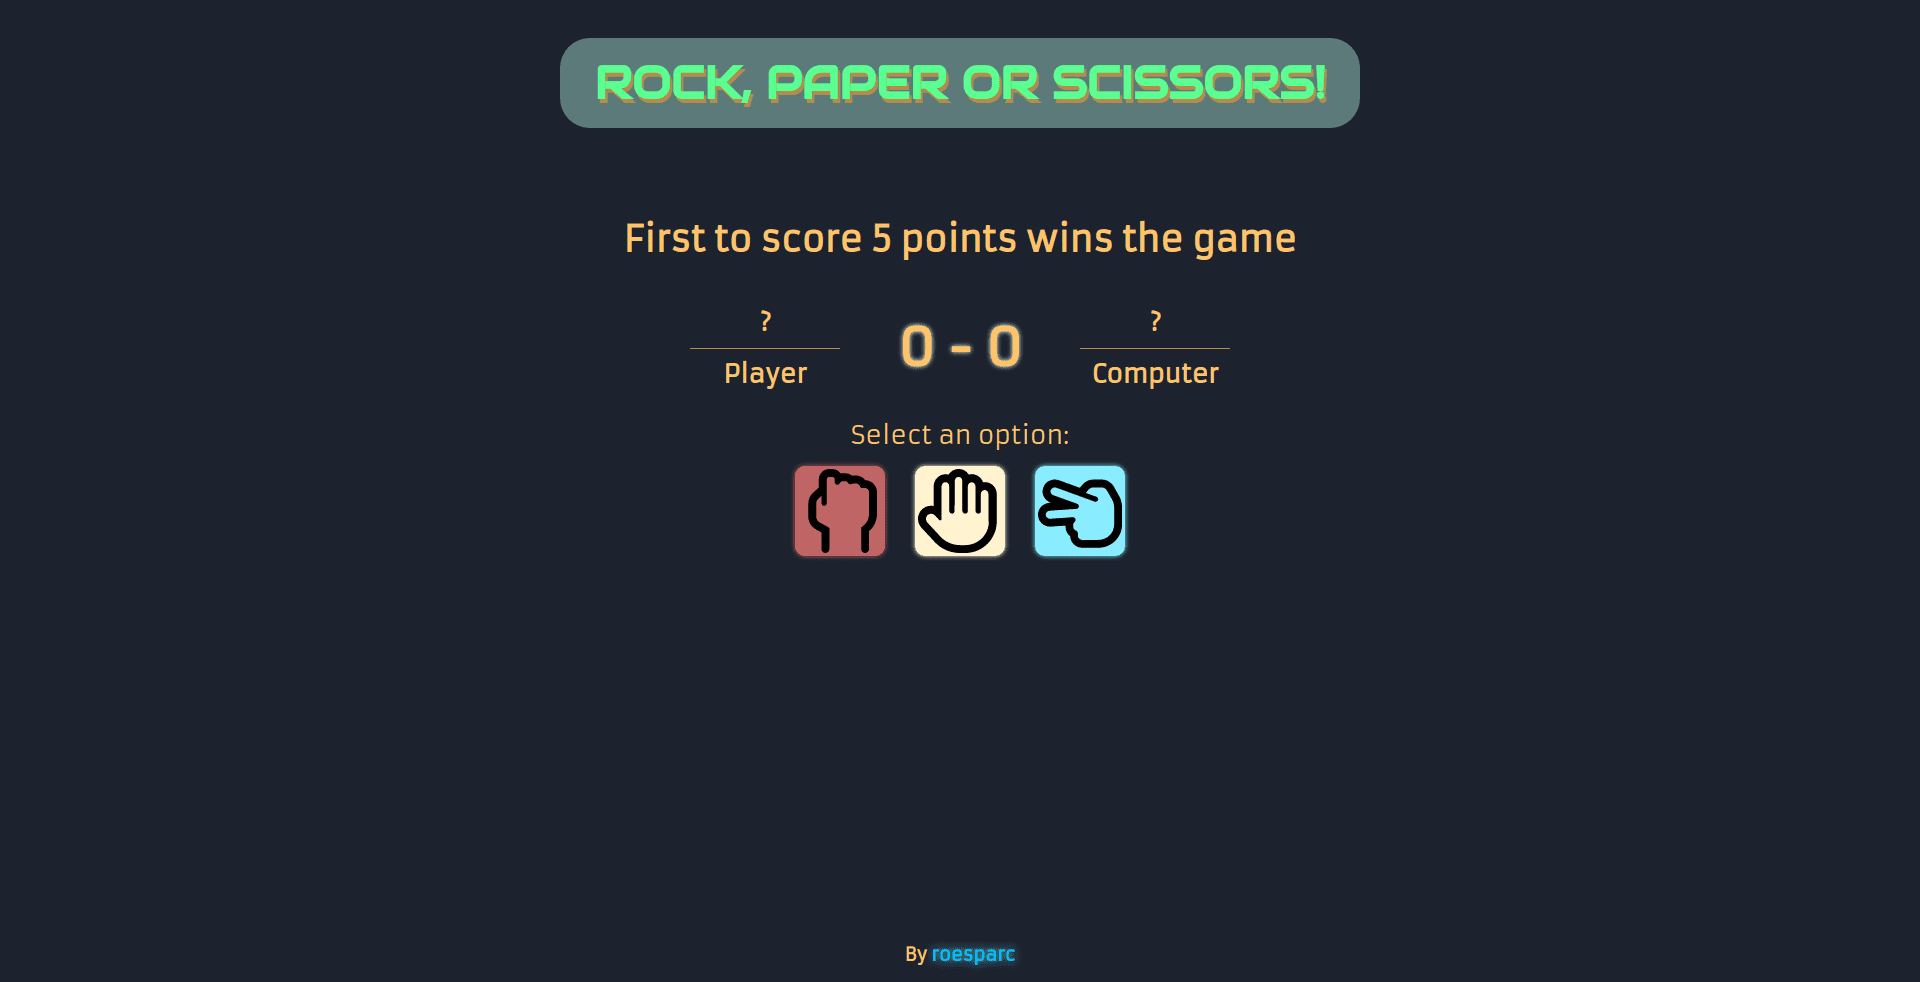 ROCK, PAPER OR SCISSORS!
First to score 5 points wins the game
? 0 - 0 ?
Player Computer
Select an option:
By roesparc